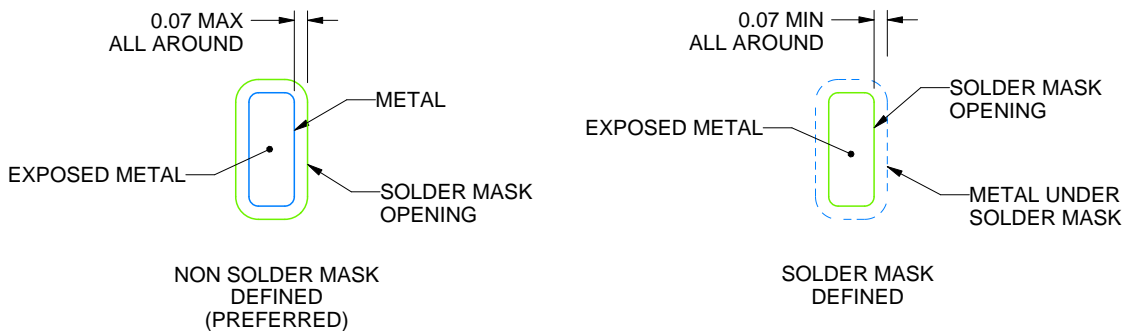 0.07 MAX
ALL AROUND
METAL
EXPOSED METAL
SOLDER MASK
OPENING
NON SOLDER MASK
DEFINED
(PREFERRED)
0.07 MIN
ALL AROUND
SOLDER MASK
OPENING
EXPOSED METAL
METAL UNDER
SOLDER MASK
SOLDER MASK
DEFINED